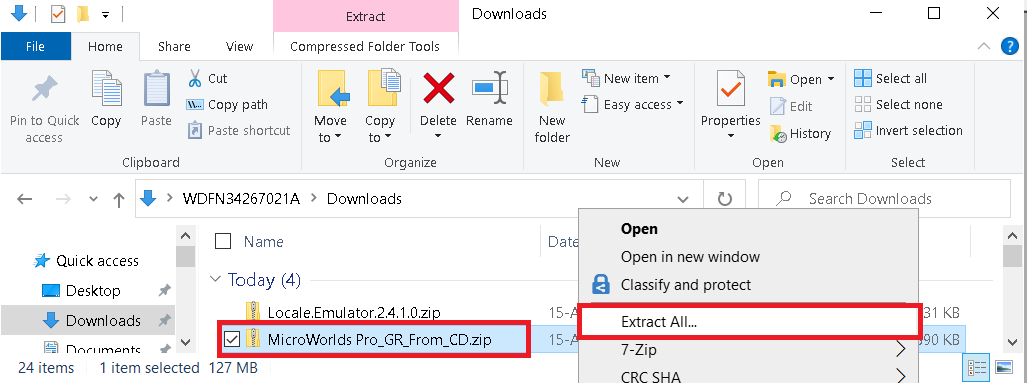 Extract
Downloads
File
Home
Share
View
Compressed Folder Tools
Pin to Quick
access
Copy
Paste
Cut
Copy path
Paste shortcut
Clipboard
Move
to
Copy
to
Delete
Rename
Organize
New
folder
New item
Easy access
New
Properties
Open
Edit
History
Open
Select all
Select none
Invert selection
Select
WDFN34267021A
Downloads
Search Downloads
Quick access
Desktop
Downloads
Documents
Name
Date
Today (4)
Locale.Emulator.2.4.1.0.zip
15-A
31 KB
MicroWorlds Pro_GR_From_CD.zip
15-A
090 KB
Open
Open in new window
Classify and protect
Extract All...
7-Zip
CRC SHA
24 items
1 item selected
127 MB